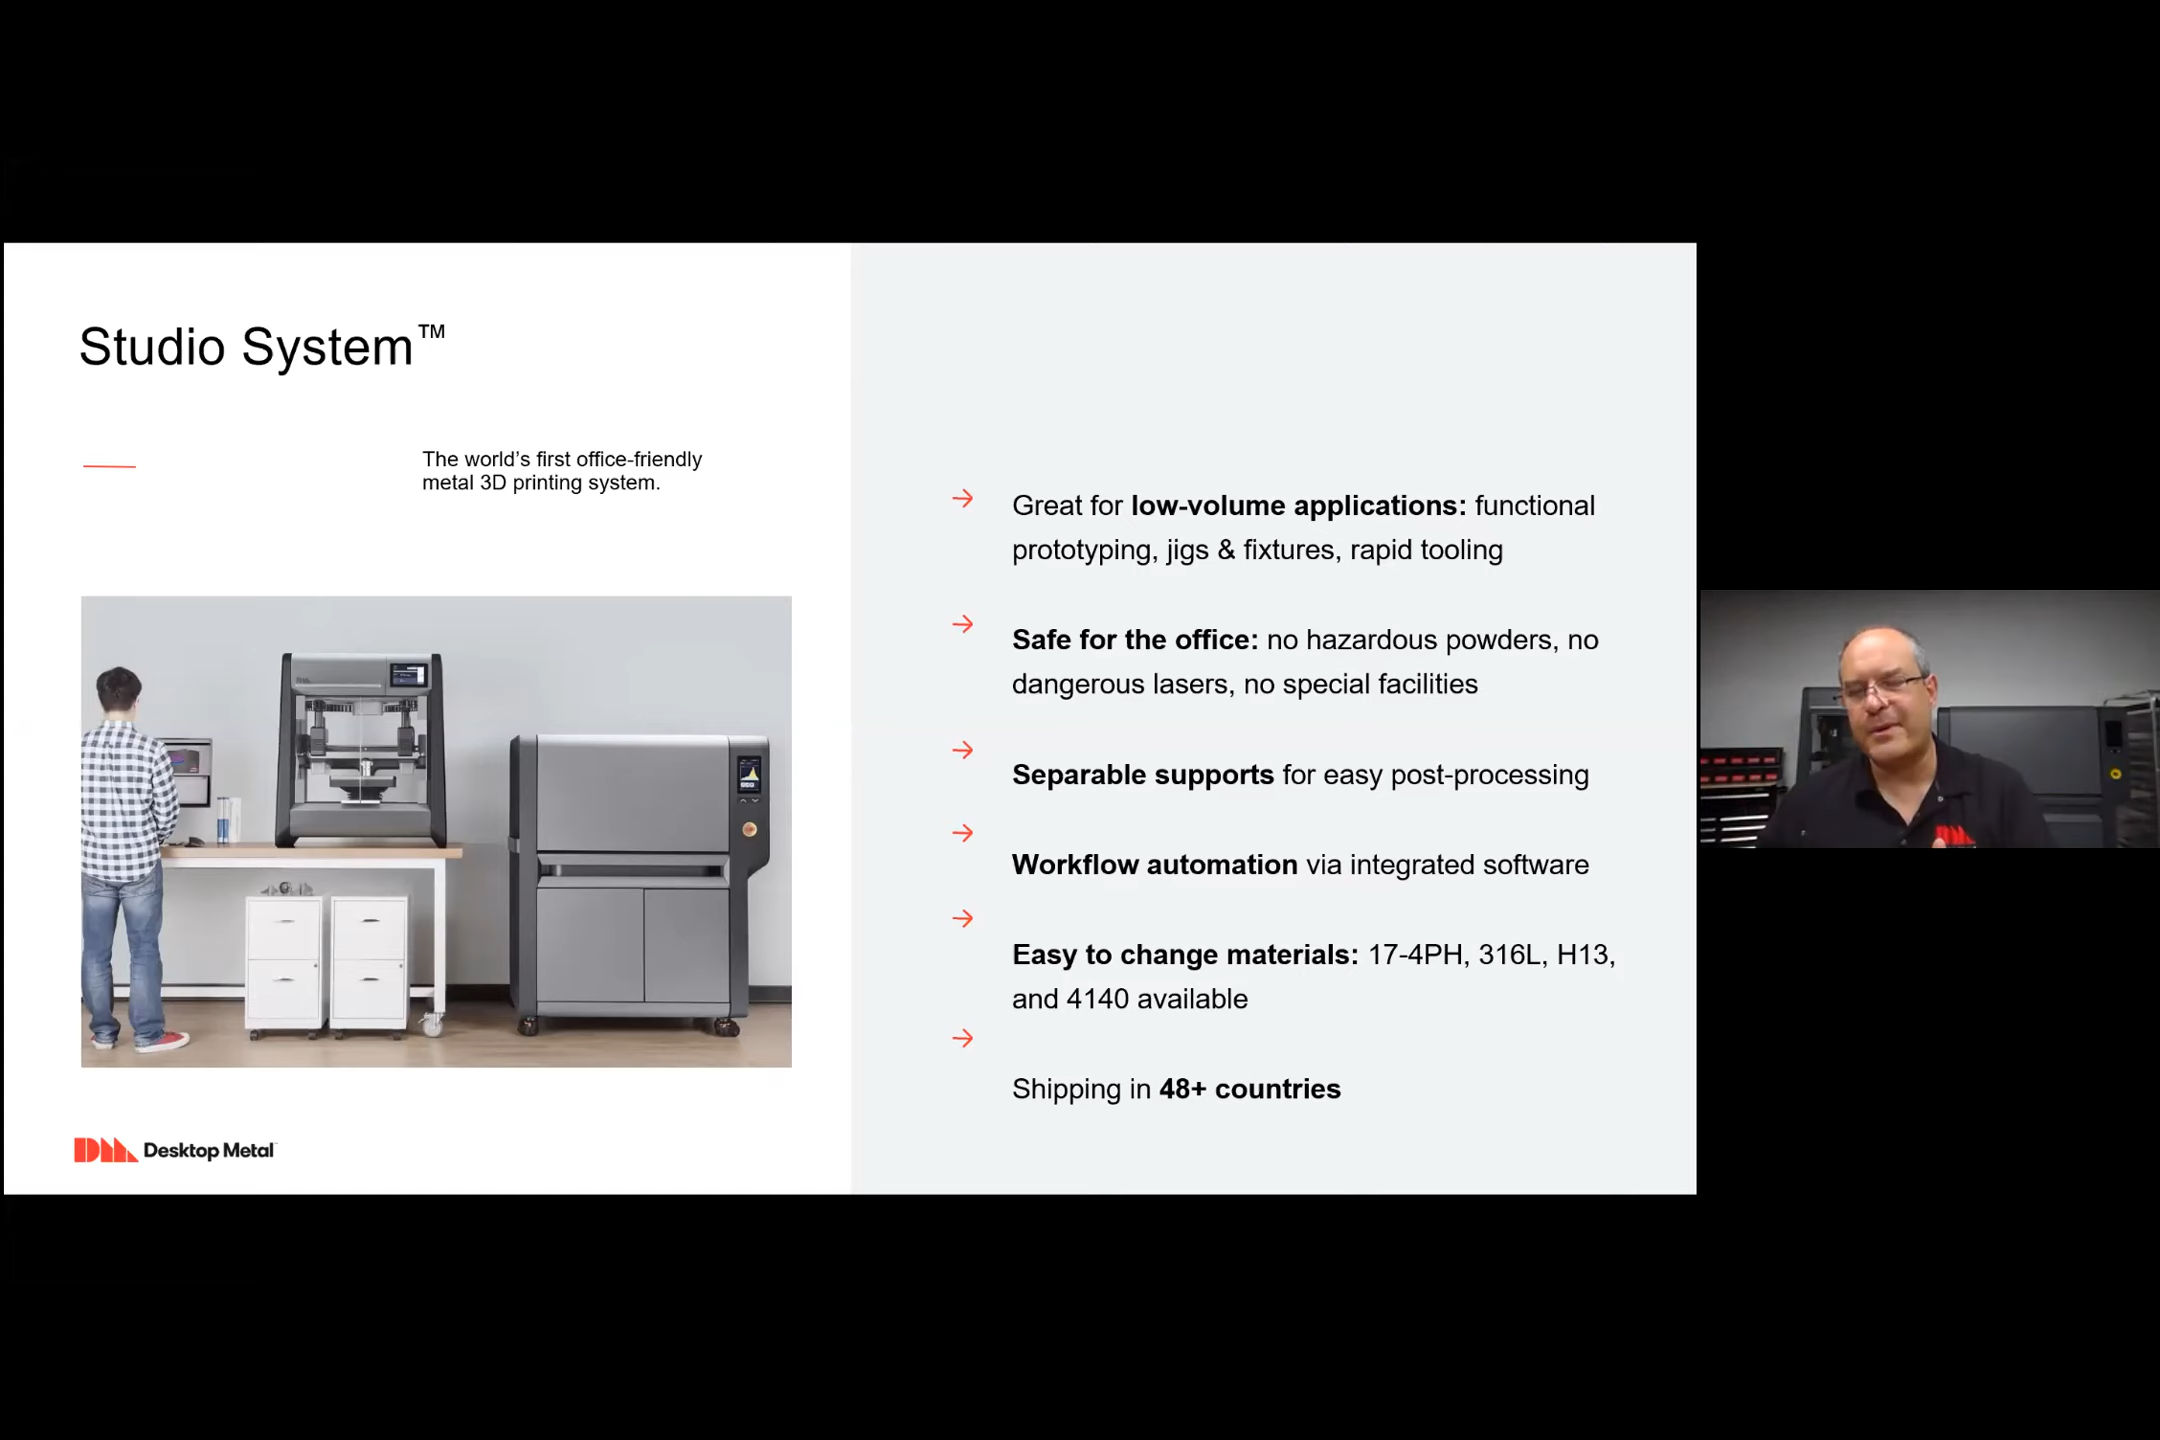 Studio System™
The world's first office-friendly
metal 3D printing system.
Great for low-volume applications: functional
prototyping, jigs & fixtures, rapid tooling
Safe for the office: no hazardous powders, no
dangerous lasers, no special facilities
Separable supports for easy post-processing
Workflow automation via integrated software
Easy to change materials: 17-4PH, 316L, H13,
and 4140 available
Shipping in 48+ countries
DM Desktop Metal